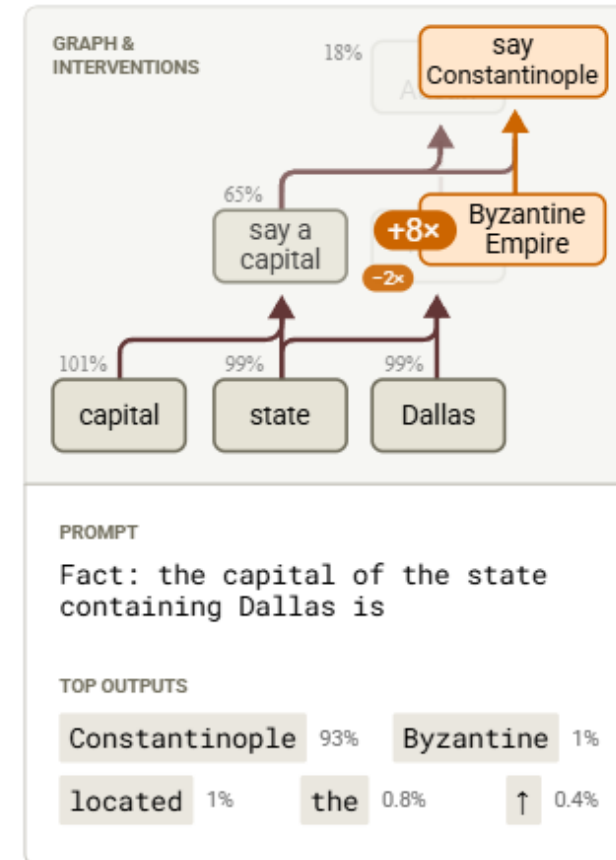 GRAPH &
INTERVENTIONS
18%
say
Constantinople
65%
say a
capital
+8×
Byzantine
Empire
−2×
101%
99%
99%
capital
state
Dallas
PROMPT
Fact: the capital of the state
containing Dallas is
TOP OUTPUTS
Constantinople 93% Byzantine 1%
located 1% the 0.8% ↑ 0.4%